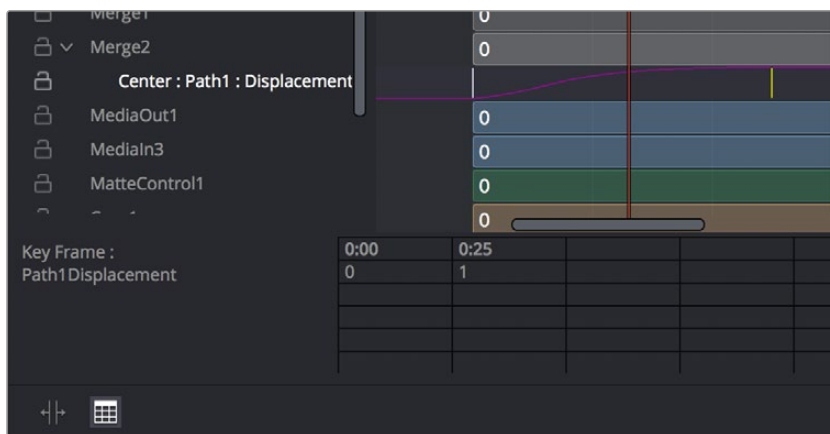 Merge1 0
Merge2 0
Center : Path1 : Displacement
MediaOut1 0
MediaIn3 0
MatteControl1 0
0
Key Frame : 0:00 0:25
Path1Displacement 0 1